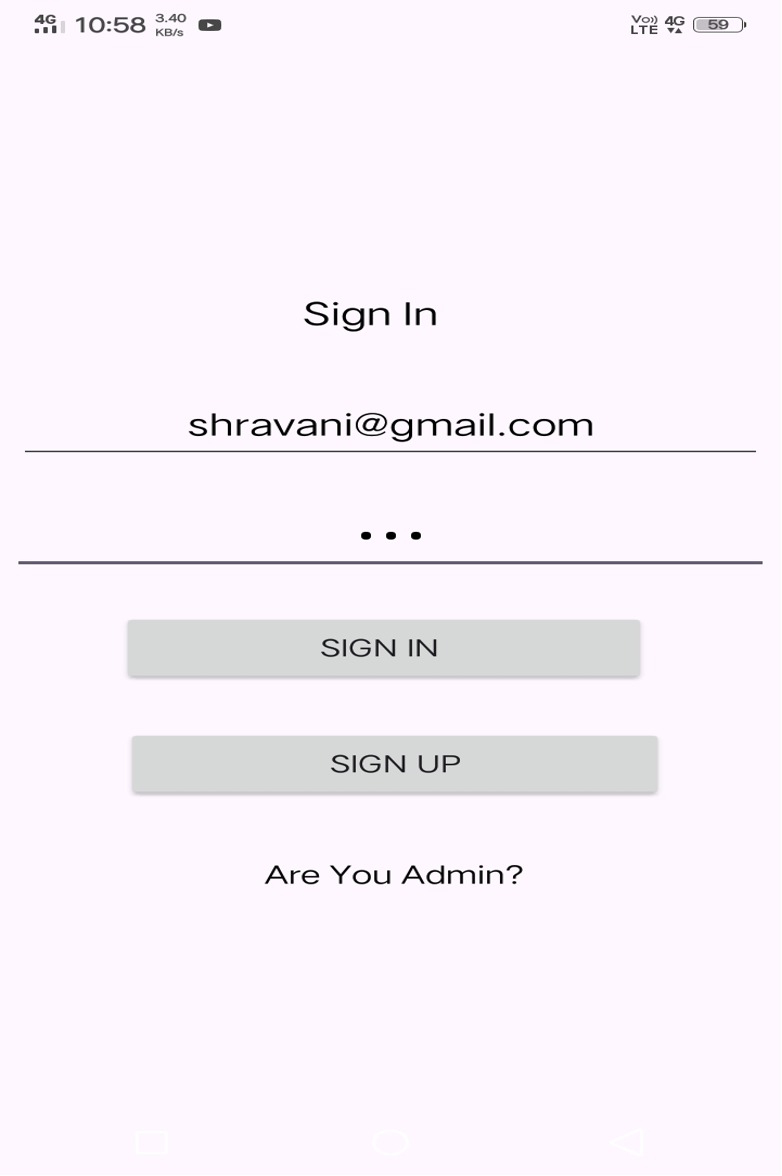 4G 10:58 3.40 KB/s Vo)) LTE 4G 59
Sign In
shravani@gmail.com
•••
SIGN IN
SIGN UP
Are You Admin?